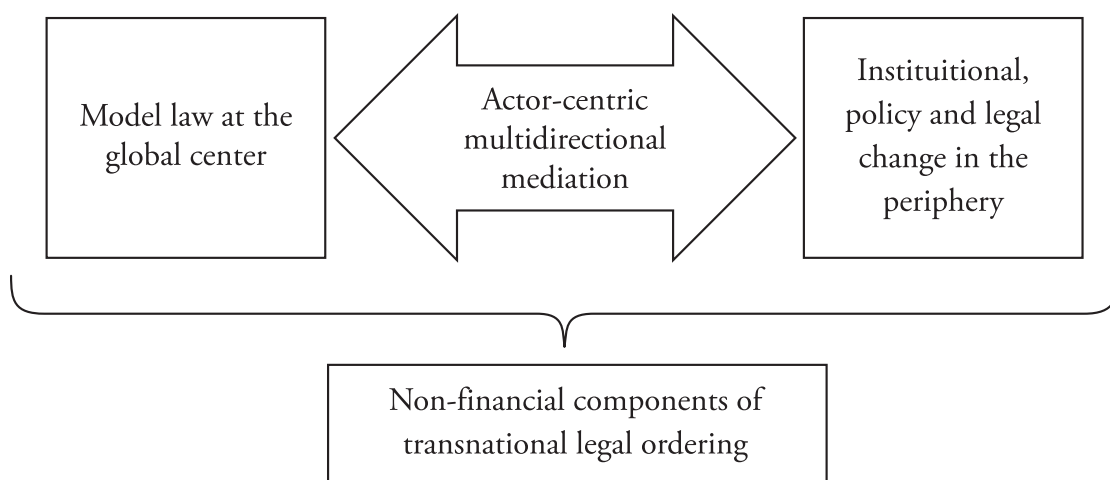 Model law at the
global center
Actor-centric
multidirectional
mediation
Instituitional,
policy and legal
change in the
periphery
Non-financial components of
transnational legal ordering